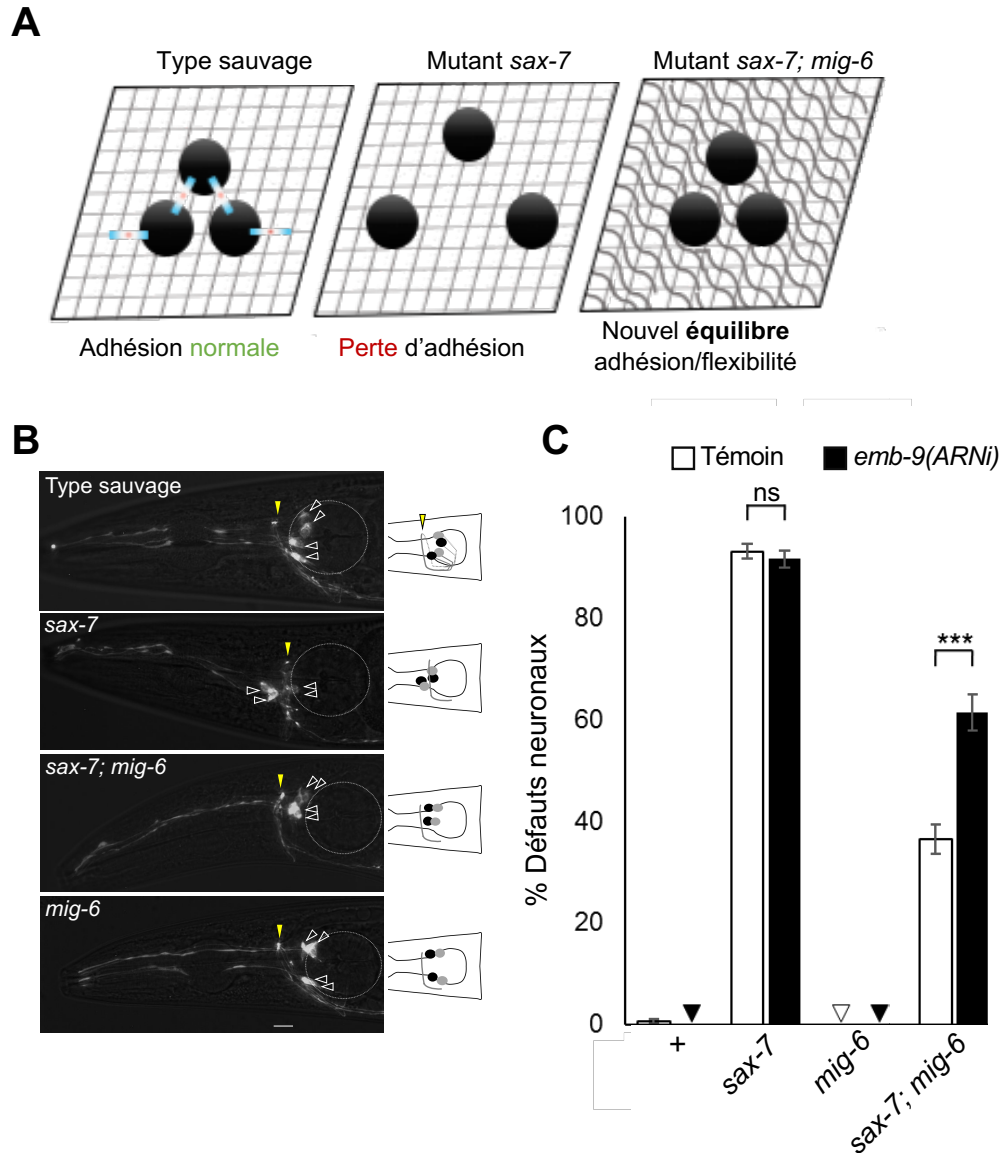 A
Type sauvage
Mutant sax-7
Mutant sax-7; mig-6
Adhésion normale
Perte d’adhésion
Nouvel équilibre
adhésion/flexibilité
B
Type sauvage
sax-7
sax-7; mig-6
mig-6
C
Témoin
emb-9(ARNi)
ns
***
100
80
60
40
20
0
% Défauts neuronaux
+
sax-7
mig-6
sax-7; mig-6